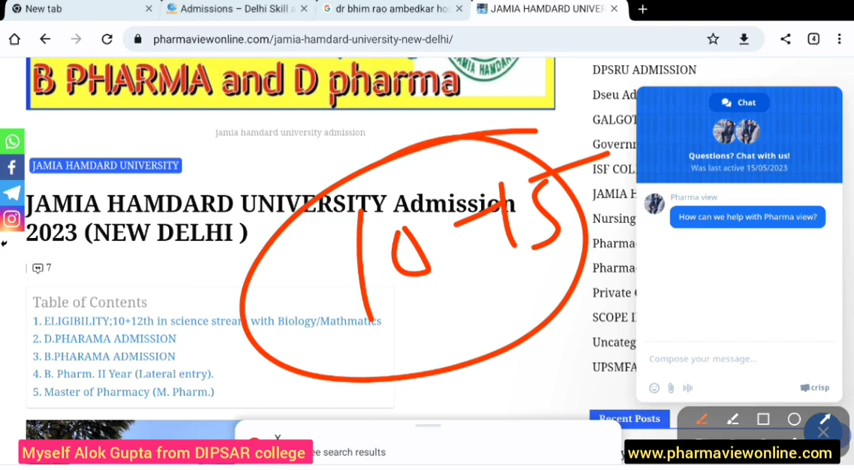 New tab
Admissions – Delhi Skill a
dr bhim rao ambedkar ho
JAMIA HAMDARD UNIVER
pharmaviewonline.com/jamia-hamdard-university-new-delhi/
4
B PHARMA and D pharma
jamia hamdard university admission
JAMIA HAMDARD UNIVERSITY
JAMIA HAMDARD UNIVERSITY Admission
2023 (NEW DELHI )
7
10-15
Table of Contents
1. ELIGIBILITY;10+12th in science stream with Biology/Mathmatics
2. D.PHARAMA ADMISSION
3. B.PHARAMA ADMISSION
4. B. Pharm. II Year (Lateral entry).
5. Master of Pharmacy (M. Pharm.)
DPSRU ADMISSION
Dseu Ad
GALGOT
Govern
ISF COL
JAMIA H
Nursing
Pharma
Pharma
Private
SCOPE I
Uncateg
UPSMFA
Recent Posts
Chat
Questions? Chat with us!
Was last active 15/05/2023
Pharma view
How can we help with Pharma view?
Compose your message...
crisp
ee search results
Myself Alok Gupta from DIPSAR college
www.pharmaviewonline.com